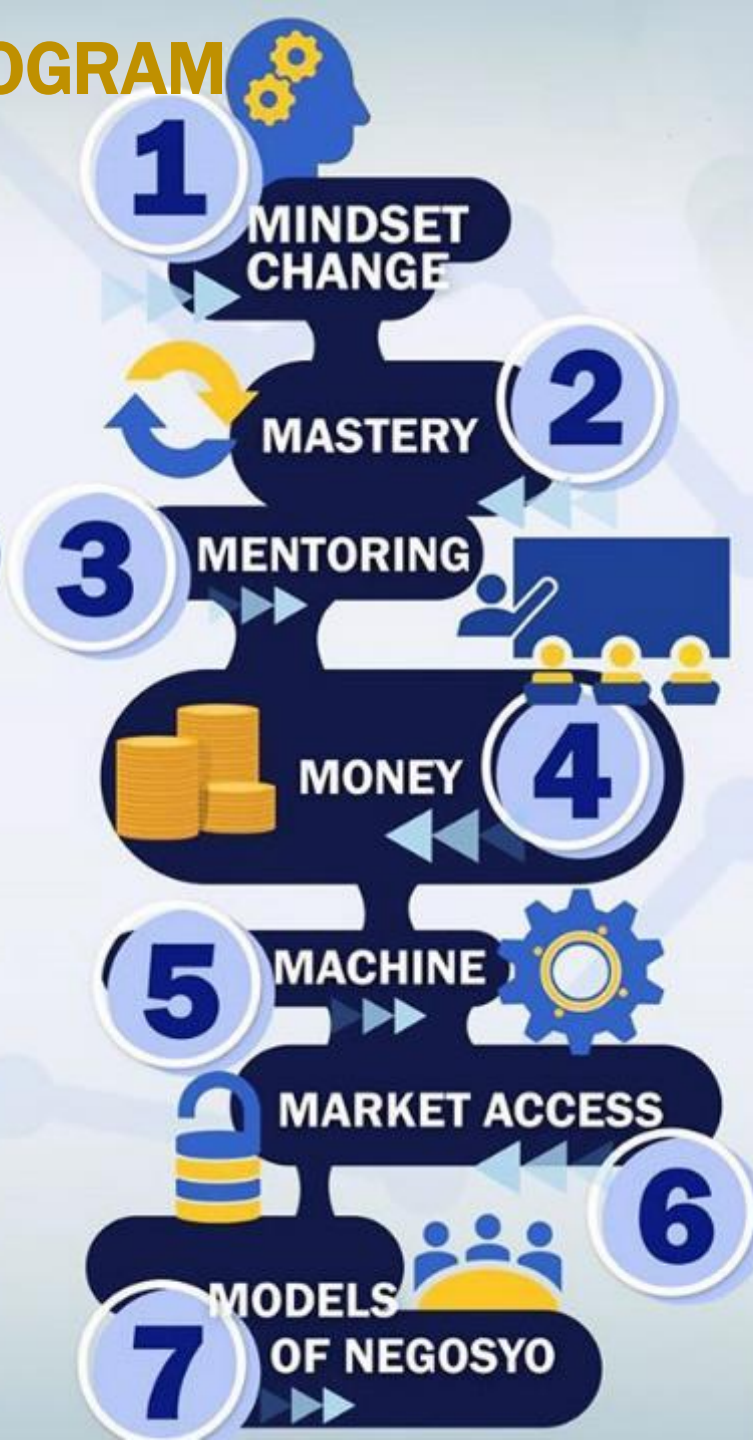 OGRAM
1
MINDSET
CHANGE
2
MASTERY
3
MENTORING
4
MONEY
5
MACHINE
MARKET ACCESS
6
MODELS
7
OF NEGOSYO